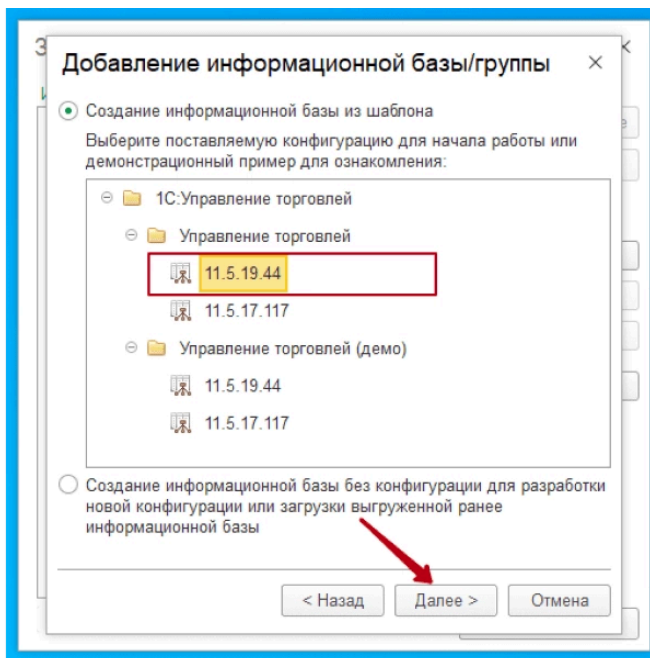 Добавление информационной базы/группы
Создание информационной базы из шаблона
Выберите поставляемую конфигурацию для начала работы или
демонстрационный пример для ознакомления:
1С:Управление торговлей
Управление торговлей
11.5.19.44
11.5.17.117
Управление торговлей (демо)
11.5.19.44
11.5.17.117
Создание информационной базы без конфигурации для разработки
новой конфигурации или загрузки выгруженной ранее
информационной базы
< Назад Далее > Отмена